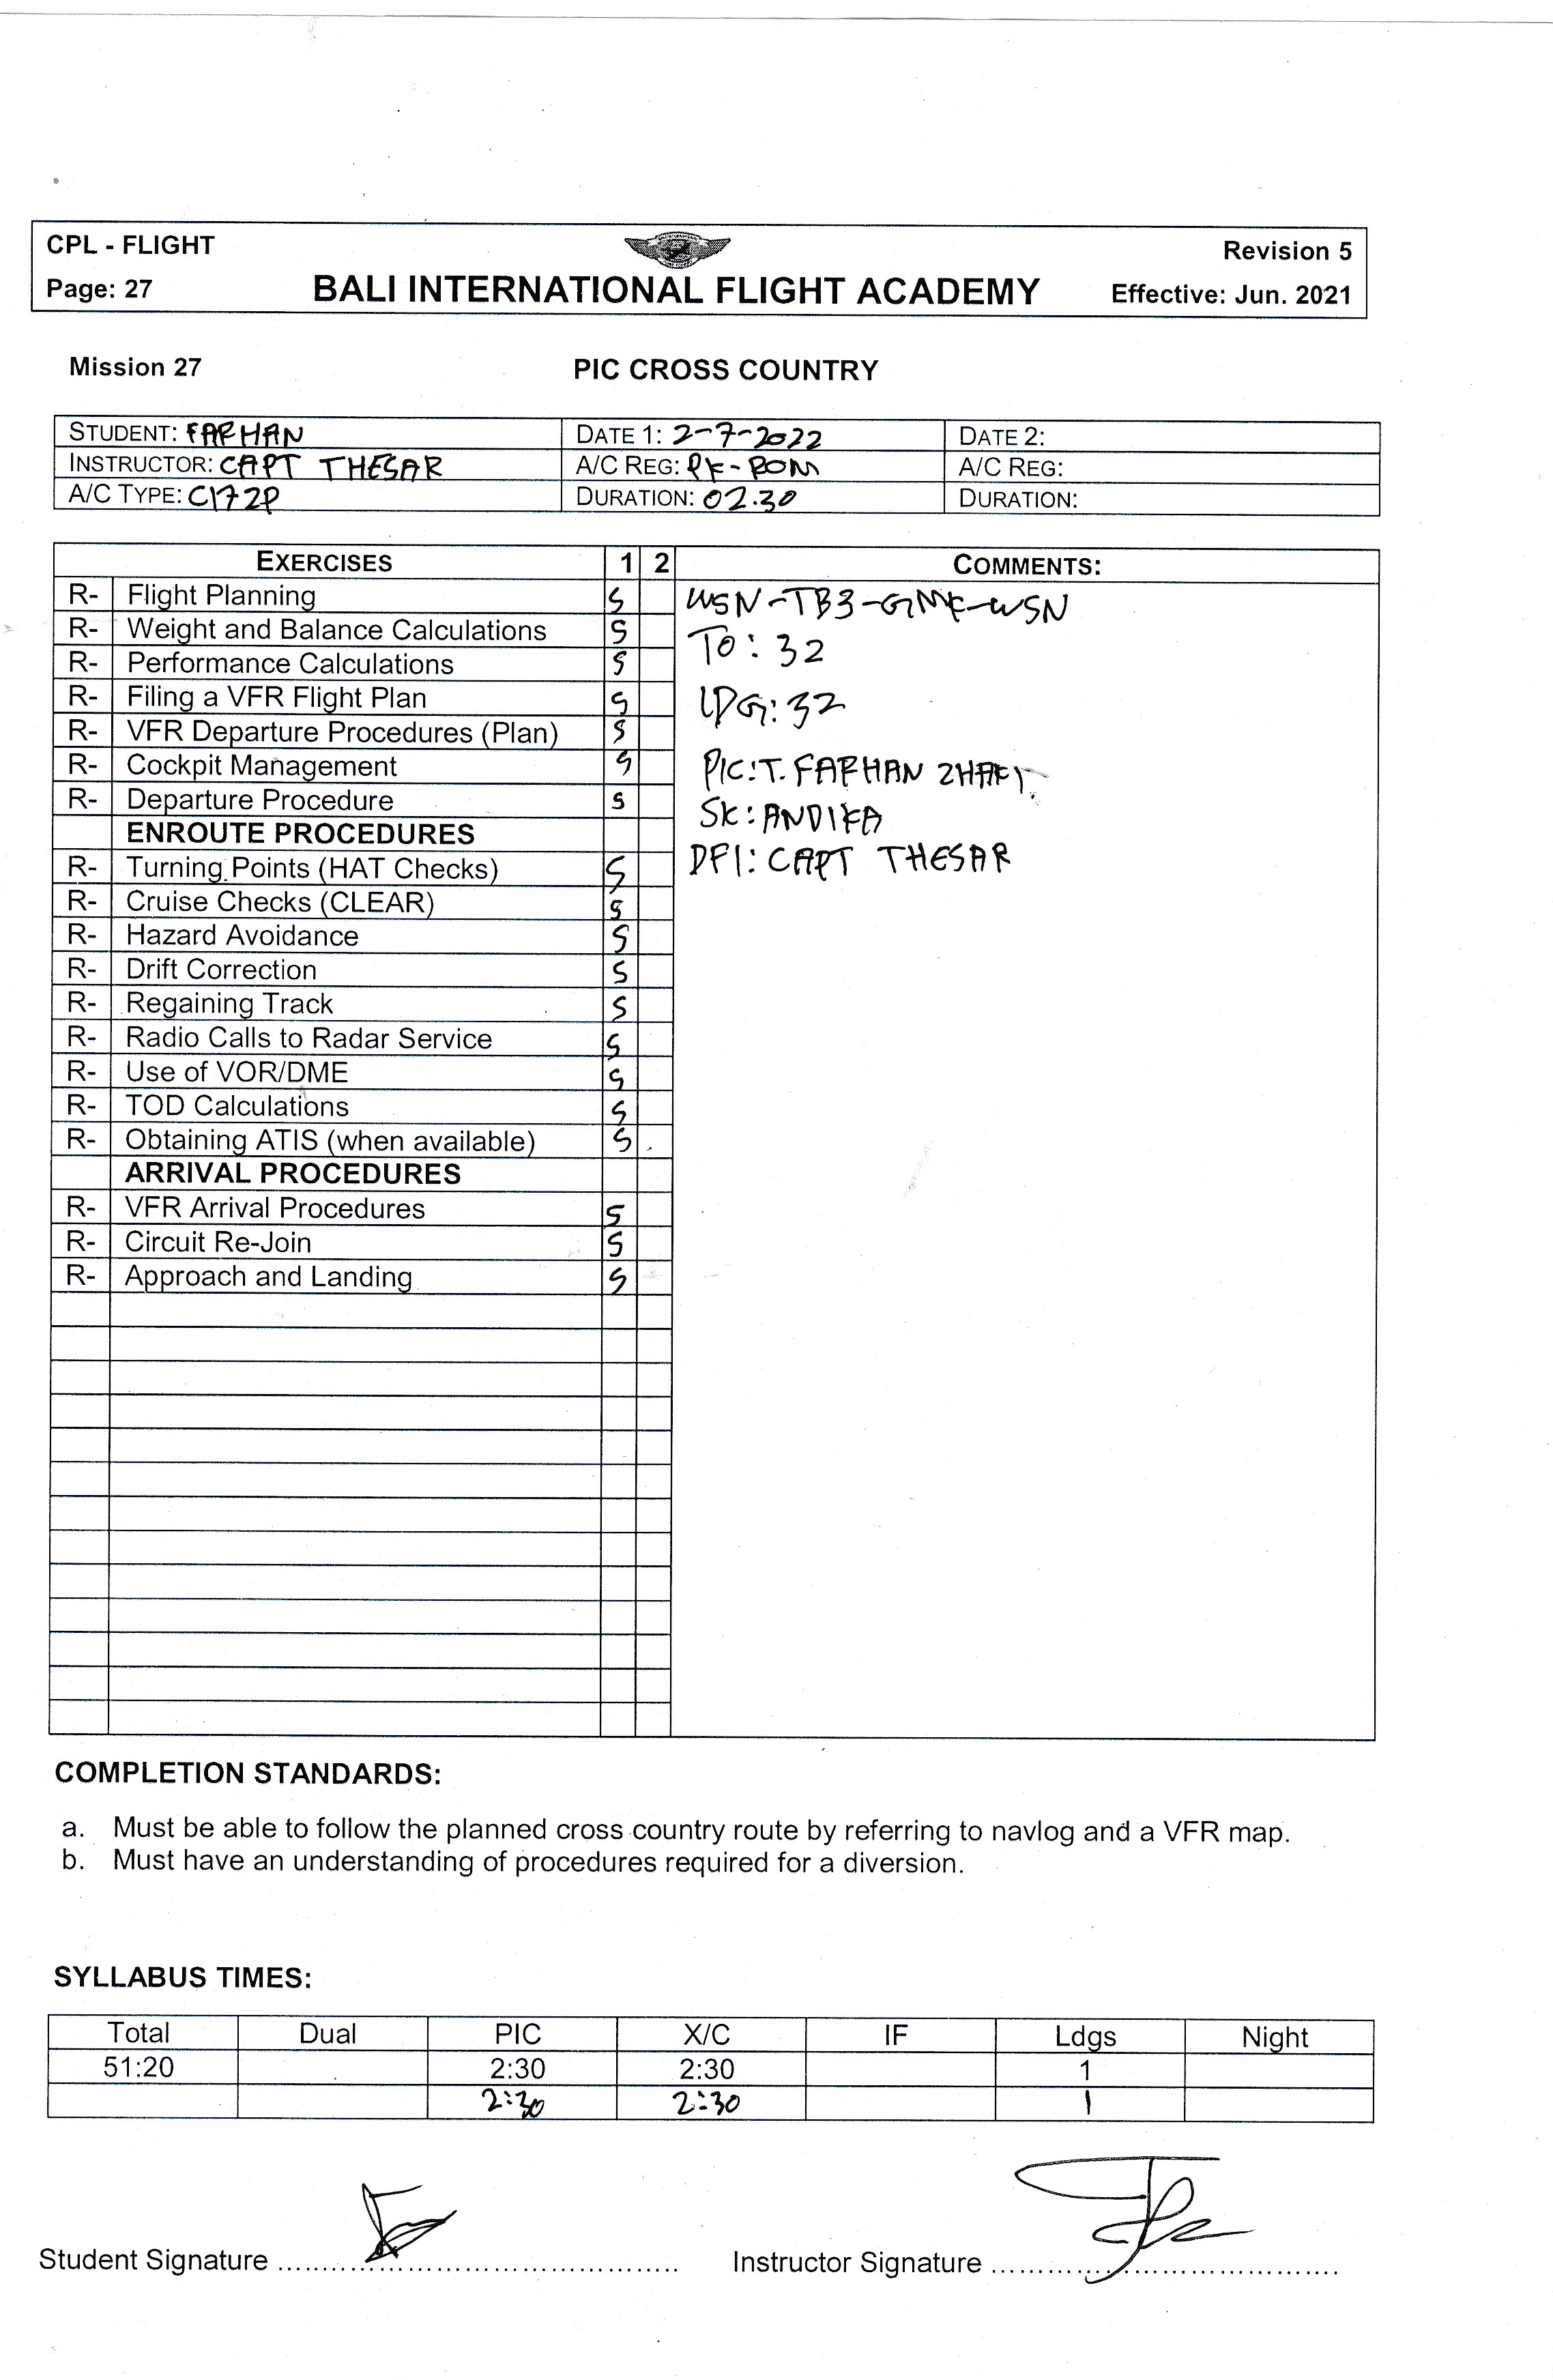 CPL - FLIGHT
Revision 5
Page: 27
BALI INTERNATIONAL FLIGHT ACADEMY
Effective: Jun. 2021
Mission 27
PIC CROSS COUNTRY
STUDENT: FARHAN
DATE 1: 2-7-2022
DATE 2:
INSTRUCTOR: CAPT THESAR
A/C REG: PK-ROM
A/C REG:
A/C TYPE: C172P
DURATION: 02.30
DURATION:
EXERCISES 1 2 COMMENTS:
R- Flight Planning S WSN-TB3-GMK-WSN
R- Weight and Balance Calculations S TO: 32
R- Performance Calculations S
R- Filing a VFR Flight Plan S LDG: 32
R- VFR Departure Procedures (Plan) S
R- Cockpit Management S PIC: T. FARHAN ZHAFI
R- Departure Procedure S SK: ANDIKA
ENROUTE PROCEDURES
R- Turning Points (HAT Checks) S DFI: CAPT THESAR
R- Cruise Checks (CLEAR) S
R- Hazard Avoidance S
R- Drift Correction S
R- Regaining Track S
R- Radio Calls to Radar Service S
R- Use of VOR/DME S
R- TOD Calculations S
R- Obtaining ATIS (when available) S
ARRIVAL PROCEDURES
R- VFR Arrival Procedures S
R- Circuit Re-Join S
R- Approach and Landing S
COMPLETION STANDARDS:
a. Must be able to follow the planned cross country route by referring to navlog and a VFR map.
b. Must have an understanding of procedures required for a diversion.
SYLLABUS TIMES:
Total Dual PIC X/C IF Ldgs Night
51:20 2:30 2:30 1
2:30 2:30 1
Student Signature ..........................................
Instructor Signature ....................................